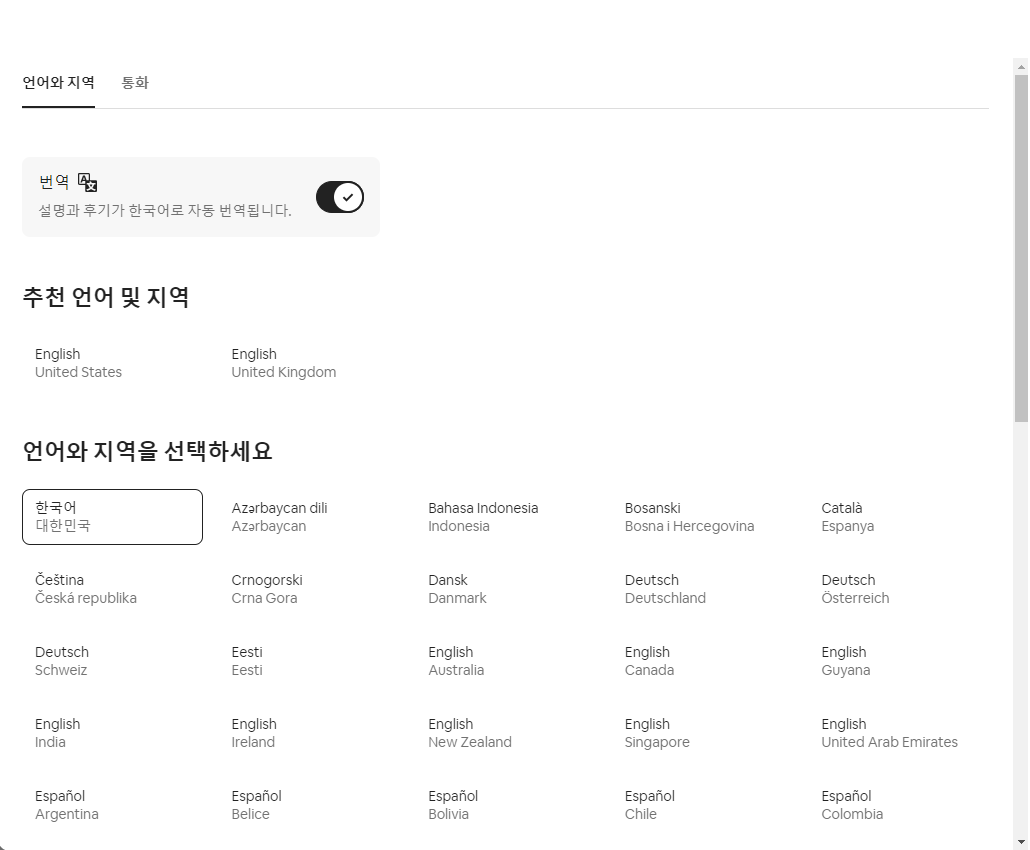 언어와 지역 통화
번역
설명과 후기가 한국어로 자동 번역됩니다.
추천 언어 및 지역
English English
United States United Kingdom
언어와 지역을 선택하세요
한국어 Azərbaycan dili Bahasa Indonesia Bosanski Català
대한민국 Azərbaycan Indonesia Bosna i Hercegovina Espanya
Čeština Crnogorski Dansk Deutsch Deutsch
Česká republika Crna Gora Danmark Deutschland Österreich
Deutsch Eesti English English English
Schweiz Eesti Australia Canada Guyana
English English English English English
India Ireland New Zealand Singapore United Arab Emirates
Español Español Español Español Español
Argentina Belice Bolivia Chile Colombia